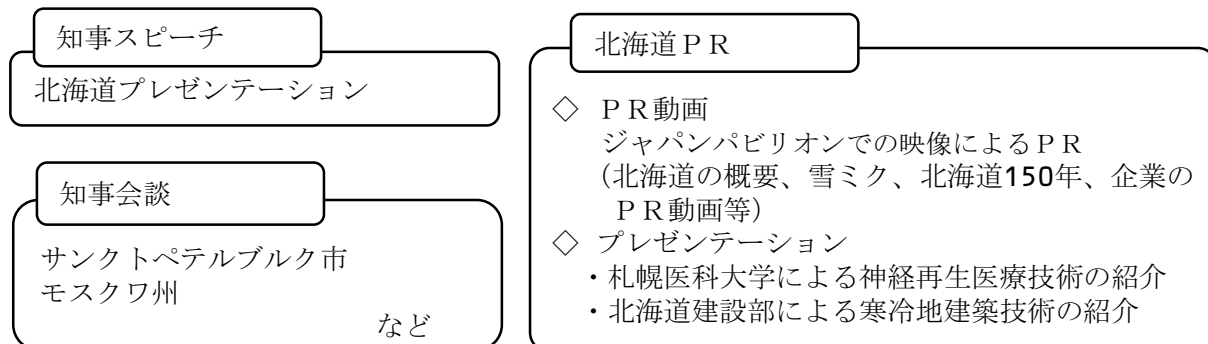 知事スピーチ
北海道プレゼンテーション
知事会談
サンクトペテルブルク市
モスクワ州
など
北海道ＰＲ
◇ ＰＲ動画
ジャパンパビリオンでの映像によるＰＲ
（北海道の概要、雪ミク、北海道150年、企業の
ＰＲ動画等）
◇ プレゼンテーション
・札幌医科大学による神経再生医療技術の紹介
・北海道建設部による寒冷地建築技術の紹介